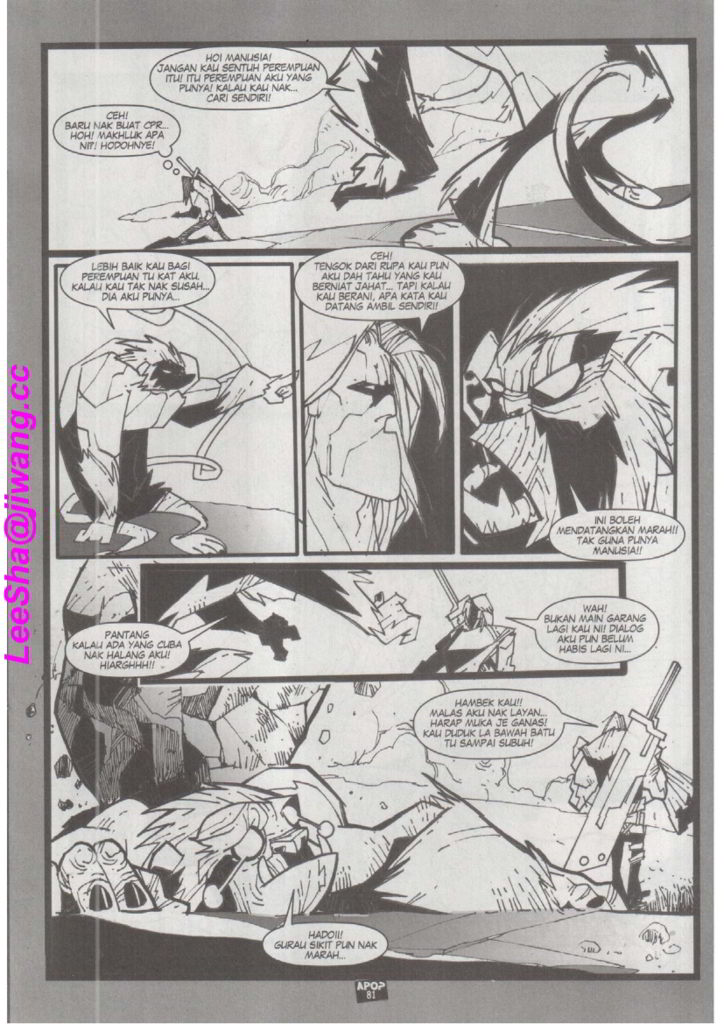 HOI MANUSIA!
JANGAN KAU SENTUH PEREMPUAN
ITU! ITU PEREMPUAN AKU YANG
PUNYA! KALAU KAU NAK...
CARI SENDIRI!
CEH!
BARU NAK BUAT CPR...
HOH! MAKHLUK APA
NI?! HODOHNYE!
LEBIH BAIK KAU BAGI
PEREMPUAN TU KAT AKU.
KALAU KAU TAK NAK SUSAH...
DIA AKU PUNYA...
CEH!
TENGOK DARI RUPA KAU PUN
AKU DAH TAHU YANG KAU
BERNIAT JAHAT... TAPI KALAU
KAU BERANI, APA KATA KAU
DATANG AMBIL SENDIRI!
INI BOLEH
MENDATANGKAN MARAH!!
TAK GUNA PUNYA
MANUSIA!!
PANTANG
KALAU ADA YANG CUBA
NAK HALANG AKU!
HIARGHHH!!
WAH!
BUKAN MAIN GARANG
LAGI KAU NI! DIALOG
AKU PUN BELUM
HABIS LAGI NI...
HAMBEK KAU!!
MALAS AKU NAK LAYAN...
HARAP MUKA JE GANAS!
KAU DUDUK LA BAWAH BATU
TU SAMPAI SUBUH!
HADOII!
GURAU SIKIT PUN NAK
MARAH...
APOP
81
LeeSha@jiwang.cc